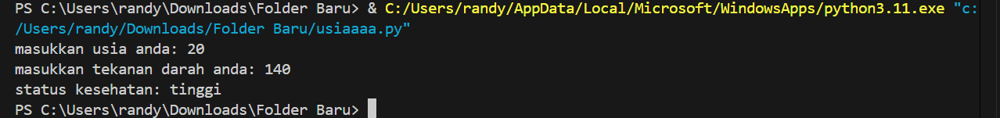 PS C:\Users\randy\Downloads\Folder Baru> & C:/Users/randy/AppData/Local/Microsoft/WindowsApps/python3.11.exe "c:
/Users/randy/Downloads/Folder Baru/usiaaaa.py"
masukkan usia anda: 20
masukkan tekanan darah anda: 140
status kesehatan: tinggi
PS C:\Users\randy\Downloads\Folder Baru>